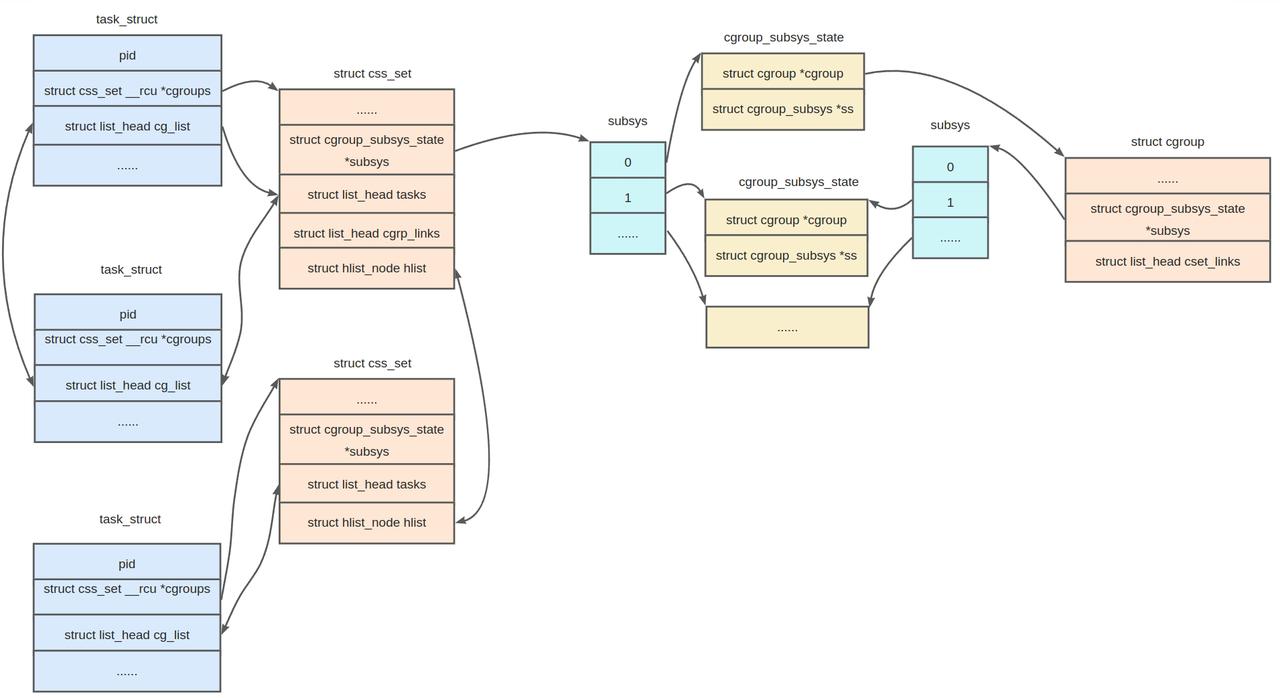 task_struct
pid
struct css_set __rcu *cgroups
struct list_head cg_list
......
task_struct
pid
struct css_set __rcu *cgroups
struct list_head cg_list
......
task_struct
pid
struct css_set __rcu *cgroups
struct list_head cg_list
......
struct css_set
......
struct cgroup_subsys_state
*subsys
struct list_head tasks
struct list_head cgrp_links
struct hlist_node hlist
struct css_set
......
struct cgroup_subsys_state
*subsys
struct list_head tasks
struct hlist_node hlist
subsys
0
1
......
cgroup_subsys_state
struct cgroup *cgroup
struct cgroup_subsys *ss
cgroup_subsys_state
struct cgroup *cgroup
struct cgroup_subsys *ss
......
subsys
0
1
......
struct cgroup
......
struct cgroup_subsys_state
*subsys
struct list_head cset_links